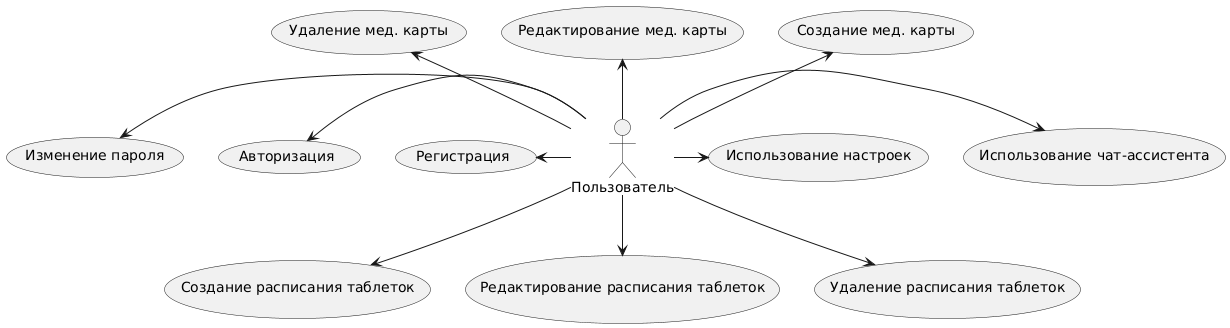 Удаление мед. карты
Редактирование мед. карты
Создание мед. карты
Изменение пароля
Авторизация
Регистрация
Использование настроек
Использование чат-ассистента
Пользователь
Создание расписания таблеток
Редактирование расписания таблеток
Удаление расписания таблеток